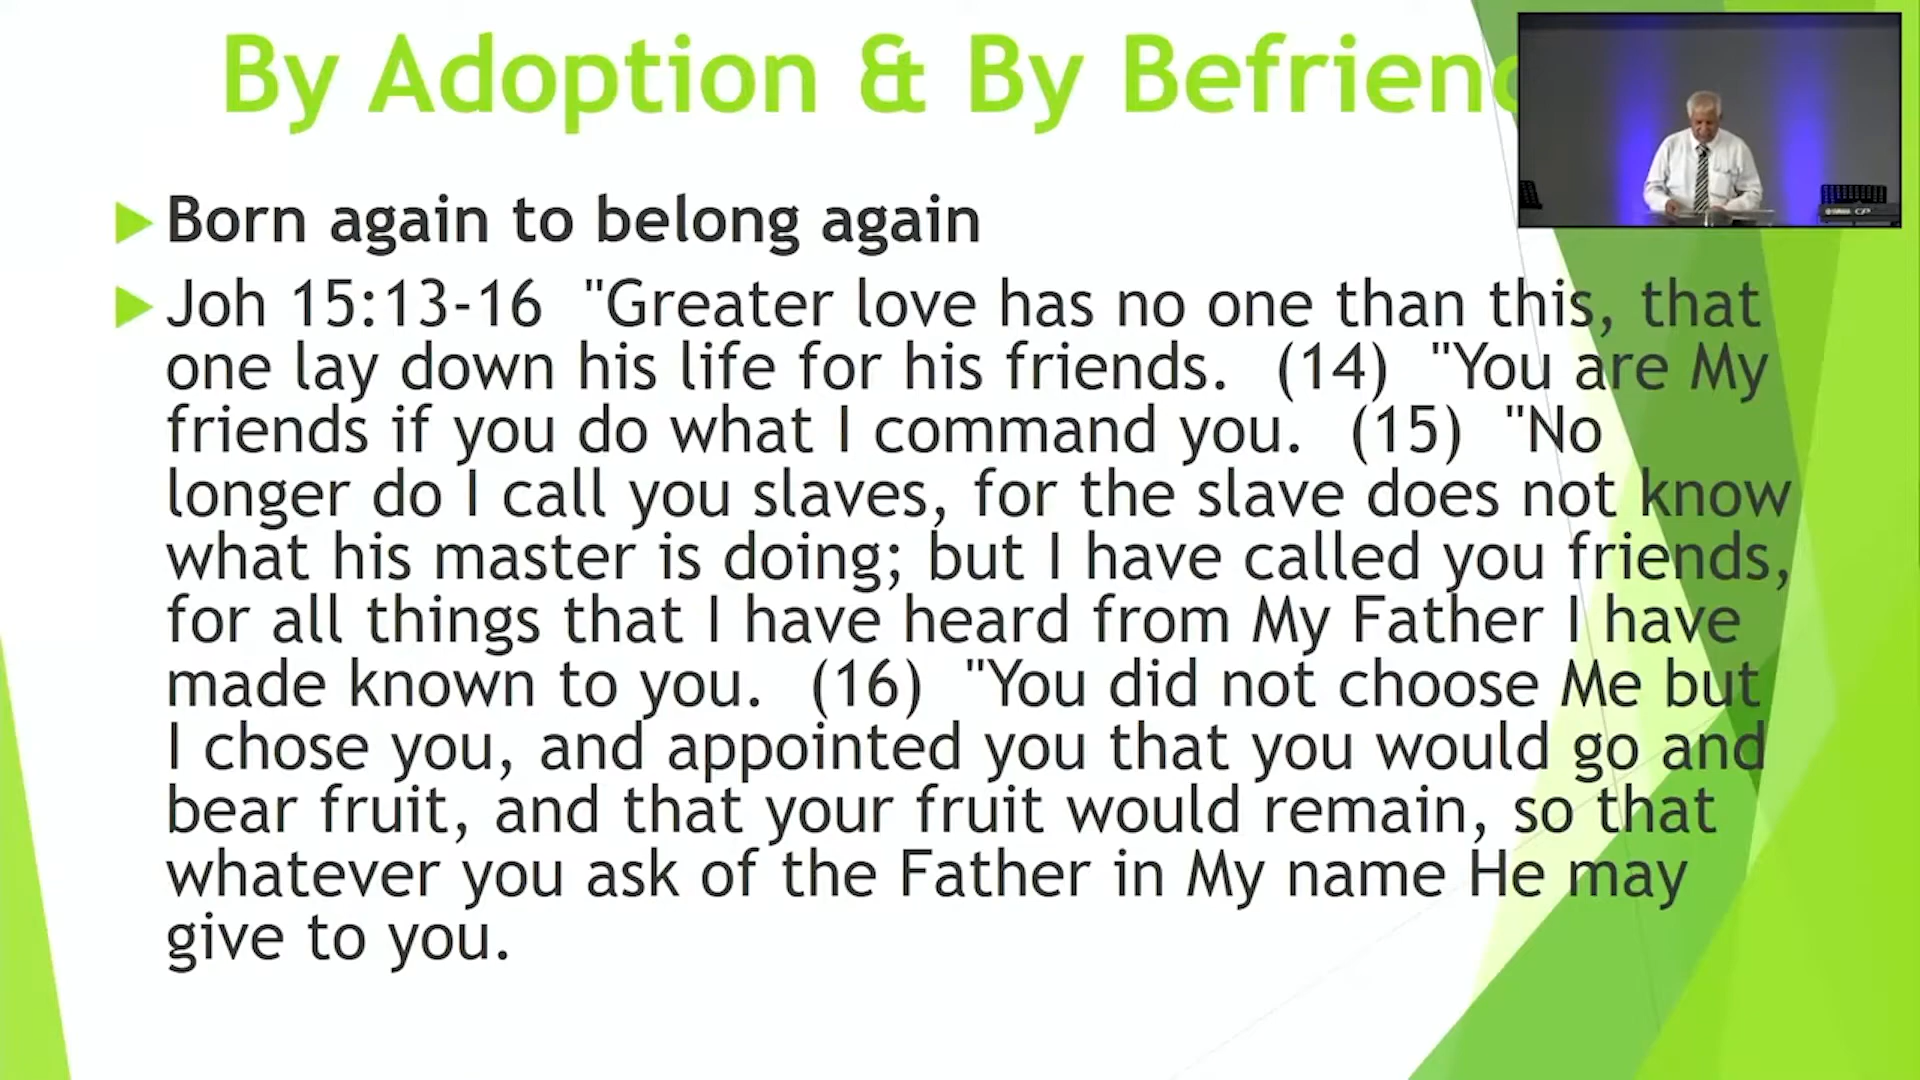 By Adoption & By Befrien
Born again to belong again
Joh 15:13-16 "Greater love has no one than this, that
one lay down his life for his friends. (14) "You are My
friends if you do what I command you. (15) "No
longer do I call you slaves, for the slave does not know
what his master is doing; but I have called you friends,
for all things that I have heard from My Father I have
made known to you. (16) "You did not choose Me but
I chose you, and appointed you that you would go and
bear fruit, and that your fruit would remain, so that
whatever you ask of the Father in My name He may
give to you.
YAMAHA CP